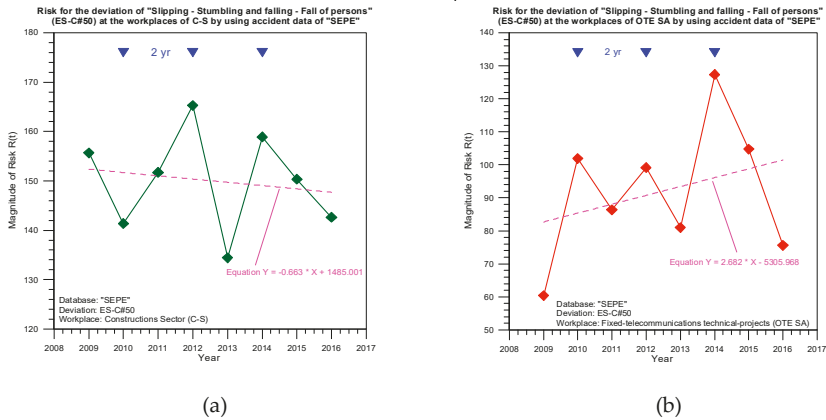 Risk for the deviation of "Slipping - Stumbling and falling - Fall of persons"
(ES-C#50) at the workplaces of C-S by using accident data of "SEPE"
180
170
160
150
140
130
120
Magnitude of Risk R(t)
2 yr
Equation Y = -0.663 * X + 1485.001
Database: "SEPE"
Deviation: ES-C#50
Workplace: Constructions Sector (C-S)
2008 2009 2010 2011 2012 2013 2014 2015 2016 2017
Year
(a)
Risk for the deviation of "Slipping - Stumbling and falling - Fall of persons"
(ES-C#50) at the workplaces of OTE SA by using accident data of "SEPE"
140
130
120
110
100
90
80
70
60
50
Magnitude of Risk R(t)
2 yr
Equation Y = 2.682 * X - 5305.968
Database: "SEPE"
Deviation: ES-C#50
Workplace: Fixed-telecommunications technical-projects (OTE SA)
2008 2009 2010 2011 2012 2013 2014 2015 2016 2017
Year
(b)